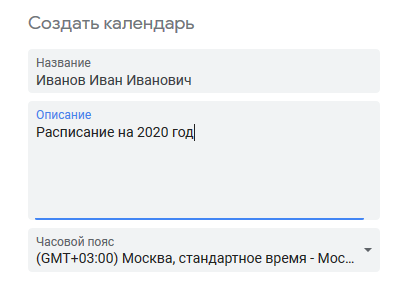 Создать календарь
Название
Иванов Иван Иванович
Описание
Расписание на 2020 год
Часовой пояс
(GMT+03:00) Москва, стандартное время - Мос...